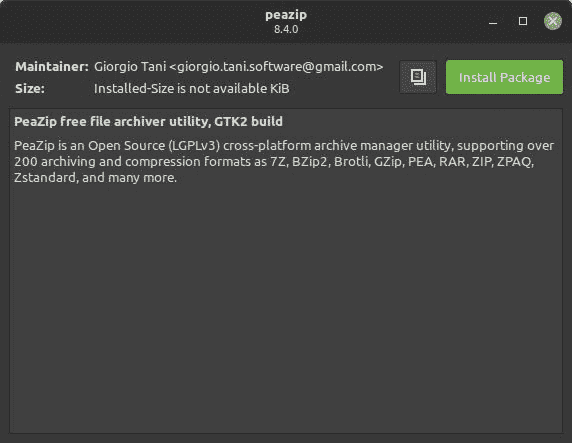 peazip
8.4.0
Maintainer: Giorgio Tani <giorgio.tani.software@gmail.com>
Size: Installed-Size is not available KiB
Install Package
PeaZip free file archiver utility, GTK2 build
PeaZip is an Open Source (LGPLv3) cross-platform archive manager utility, supporting over
200 archiving and compression formats as 7Z, BZip2, Brotli, GZip, PEA, RAR, ZIP, ZPAQ,
Zstandard, and many more.